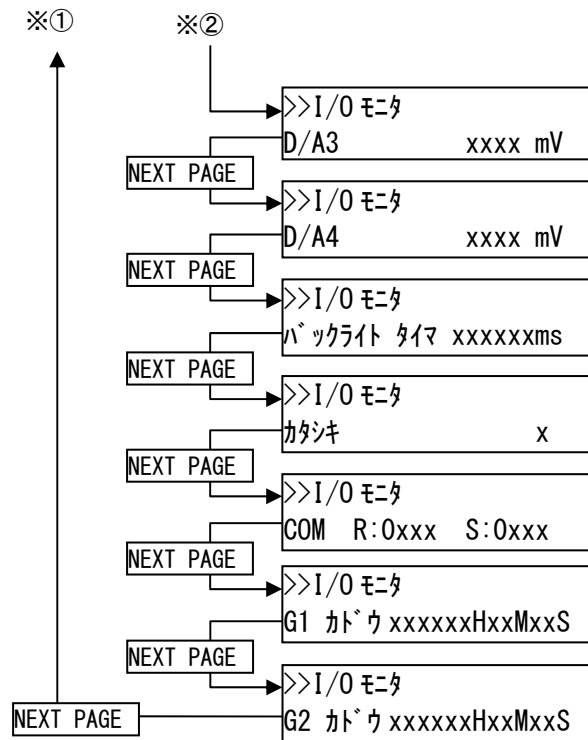 ※①
※②
>>I/O ﾓﾆﾀ
D/A3 xxxx mV
NEXT PAGE
>>I/O ﾓﾆﾀ
D/A4 xxxx mV
NEXT PAGE
>>I/O ﾓﾆﾀ
ﾊﾞｯｸﾗｲﾄ ﾀｲﾏ xxxxxxms
NEXT PAGE
>>I/O ﾓﾆﾀ
ｶﾀｼｷ x
NEXT PAGE
>>I/O ﾓﾆﾀ
COM R:0xxx S:0xxx
NEXT PAGE
>>I/O ﾓﾆﾀ
G1 ｶﾄﾞｳ xxxxxxHxxMxxS
NEXT PAGE
>>I/O ﾓﾆﾀ
G2 ｶﾄﾞｳ xxxxxxHxxMxxS
NEXT PAGE